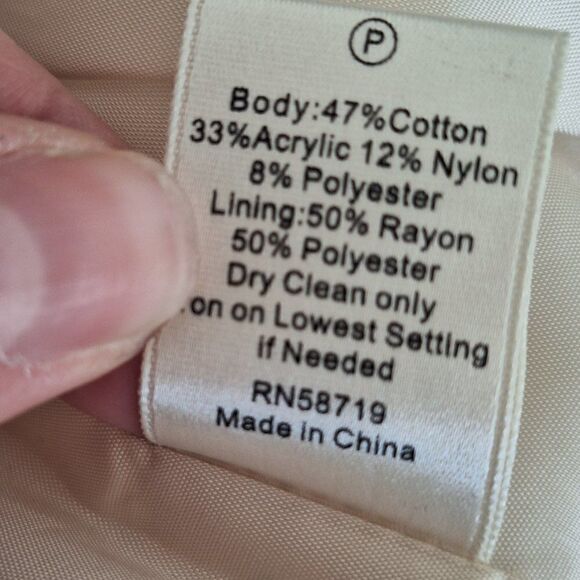 P
Body:47%Cotton
33%Acrylic 12% Nylon
8% Polyester
Lining:50% Rayon
50% Polyester
Dry Clean only
on on Lowest Setting
if Needed
RN58719
Made in China